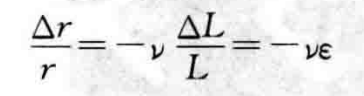 Δr/r = −ν ΔL/L = −νε